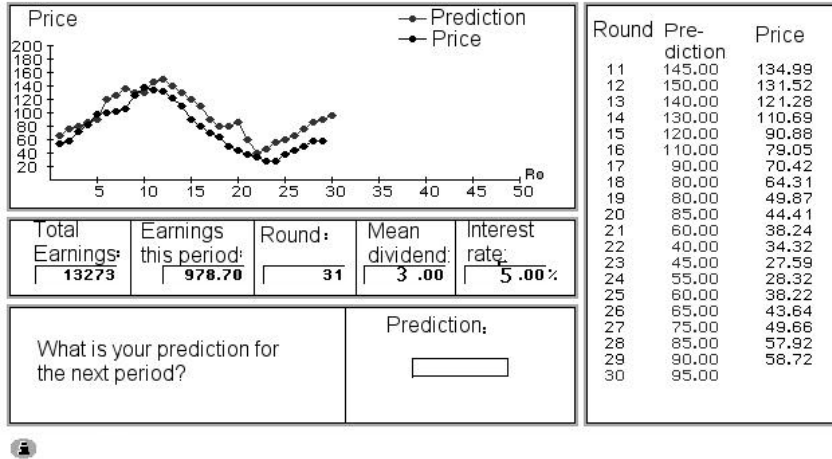 Price
Prediction
Price
200
180
160
140
120
100
80
60
40
20
5 10 15 20 25 30 35 40 45 50
Ro
Total Earnings:
13273
Earnings this period:
978.70
Round:
31
Mean dividend:
3.00
Interest rate:
5.00%
What is your prediction for
the next period?
Prediction:
Round Pre-diction Price
11 145.00 134.99
12 150.00 131.52
13 140.00 121.28
14 130.00 110.69
15 120.00 90.88
16 110.00 79.05
17 90.00 70.42
18 80.00 64.31
19 80.00 49.87
20 85.00 44.41
21 60.00 38.24
22 40.00 34.32
23 45.00 27.59
24 55.00 28.32
25 60.00 38.22
26 65.00 43.64
27 75.00 49.66
28 85.00 57.92
29 90.00 58.72
30 95.00